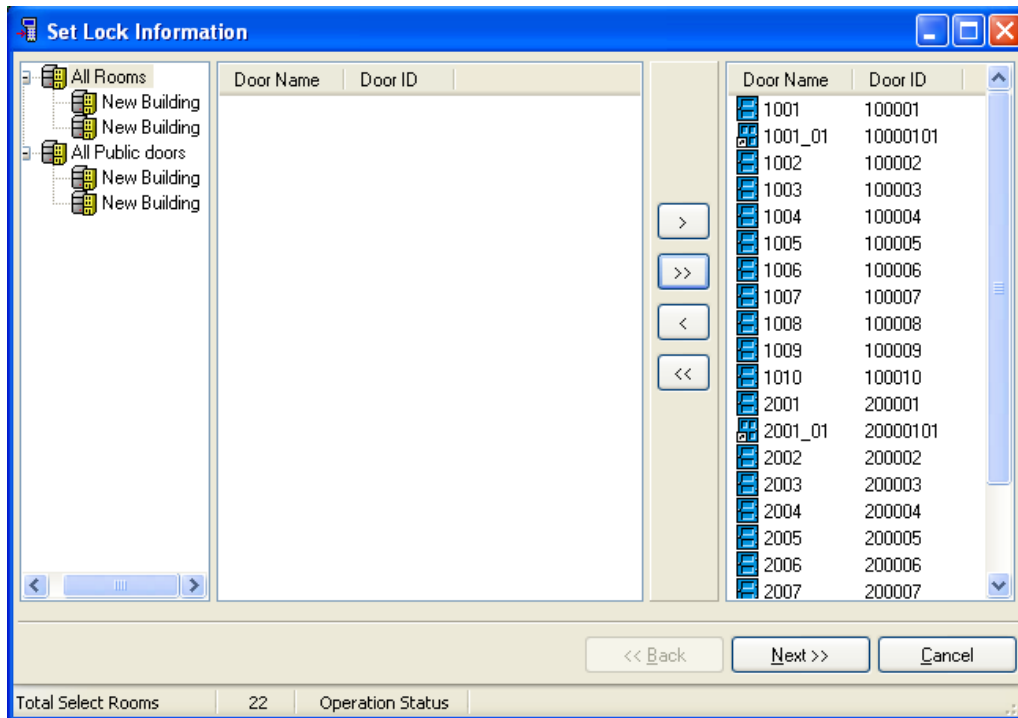 Set Lock Information
All Rooms
New Building
New Building
All Public doors
New Building
New Building
Door Name Door ID
>
>>
<
<<
Door Name Door ID
1001 100001
1001_01 10000101
1002 100002
1003 100003
1004 100004
1005 100005
1006 100006
1007 100007
1008 100008
1009 100009
1010 100010
2001 200001
2001_01 20000101
2002 200002
2003 200003
2004 200004
2005 200005
2006 200006
2007 200007
<< Back Next >> Cancel
Total Select Rooms 22 Operation Status